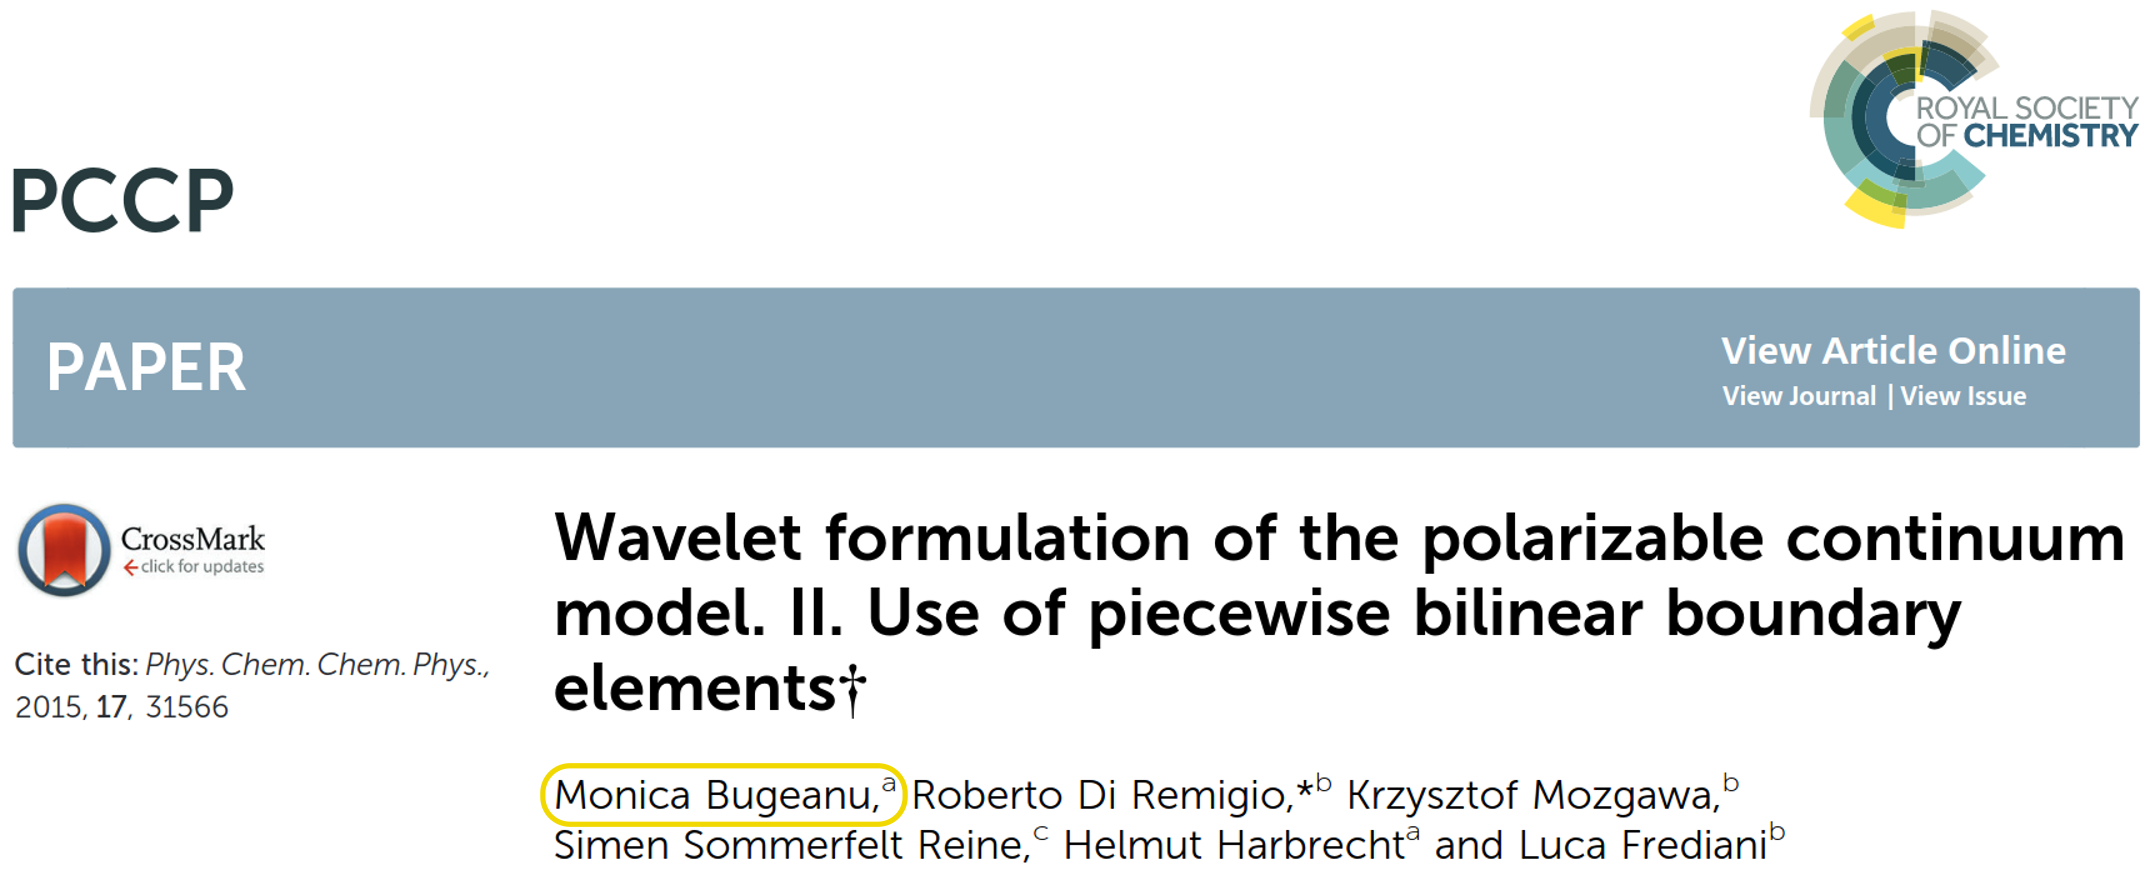 ROYAL SOCIETY
OF CHEMISTRY
PCCP
PAPER
View Article Online
View Journal | View Issue
CrossMark
←click for updates
Cite this: Phys. Chem. Chem. Phys.,
2015, 17, 31566
Wavelet formulation of the polarizable continuum
model. II. Use of piecewise bilinear boundary
elements†
Monica Bugeanu,ᵃ Roberto Di Remigio,*ᵇ Krzysztof Mozgawa,ᵇ
Simen Sommerfelt Reine,ᶜ Helmut Harbrechtᵃ and Luca Fredianiᵇ